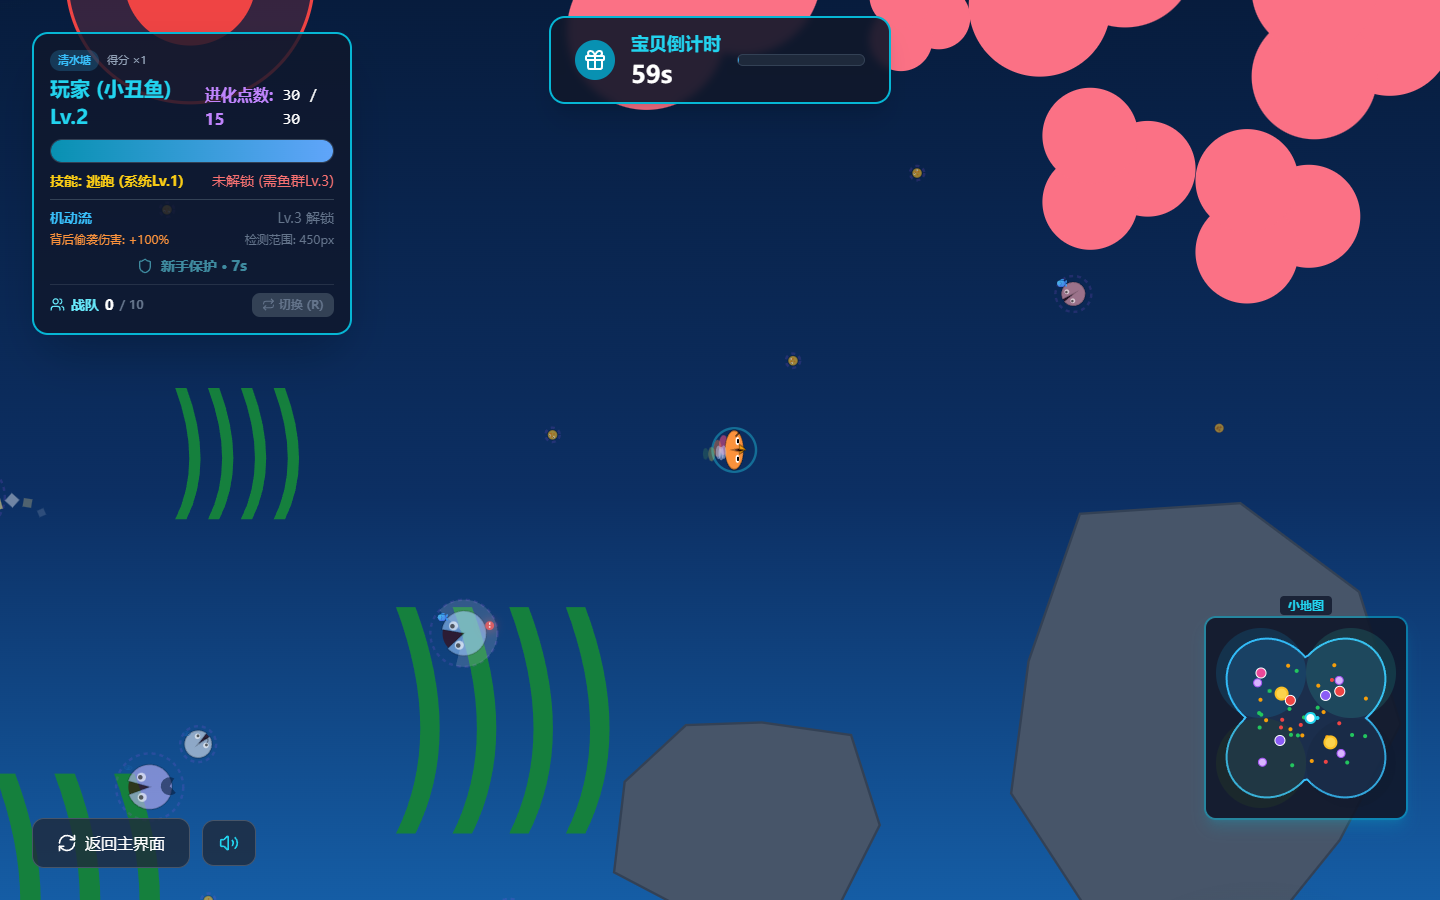 清水塘 得分 ×1
玩家 (小丑鱼) Lv.2
进化点数: 15
30 / 30
技能: 逃跑 (系统Lv.1) 未解锁 (需鱼群Lv.3)
机动流 Lv.3 解锁
背后偷袭伤害: +100% 检测范围: 450px
新手保护 • 7s
战队 0 / 10 切换 (R)
宝贝倒计时
59s
小地图
返回主界面